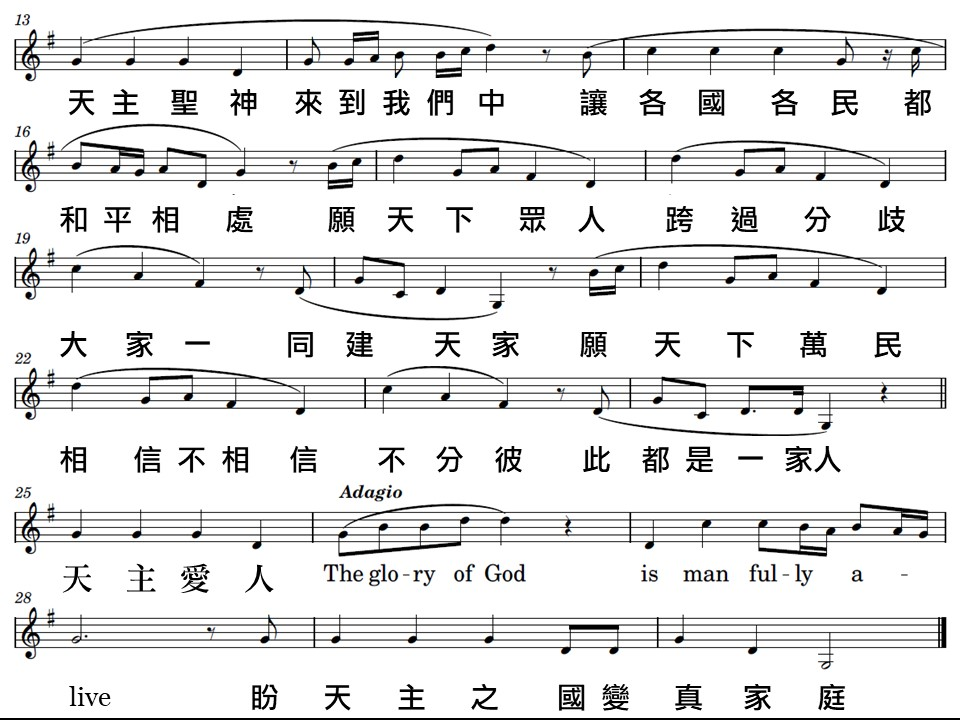 13
天主聖神來到我們中 讓各國各民都
16
和平相處 願天下眾人 跨過分歧
19
大家一同建天家 願天下萬民
22
相信不相信 不分彼此都是一家人
25
Adagio
天主愛人 The glo-ry of God is man ful-ly a-
28
live 盼天主之國變真家庭